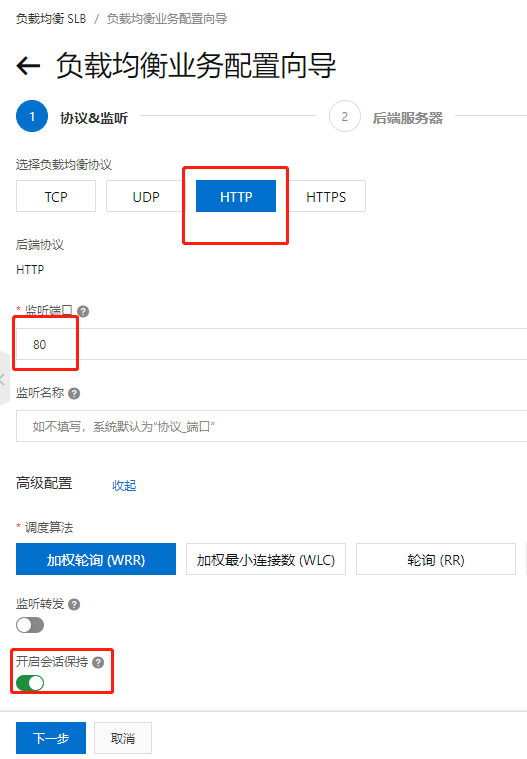 负载均衡 SLB / 负载均衡业务配置向导
← 负载均衡业务配置向导
1 协议&监听 2 后端服务器
选择负载均衡协议
TCP UDP HTTP HTTPS
后端协议
HTTP
* 监听端口 ?
80
监听名称 ?
如不填写，系统默认为“协议_端口”
高级配置 收起
* 调度算法
加权轮询 (WRR) 加权最小连接数 (WLC) 轮询 (RR)
监听转发 ?
开启会话保持 ?
下一步 取消